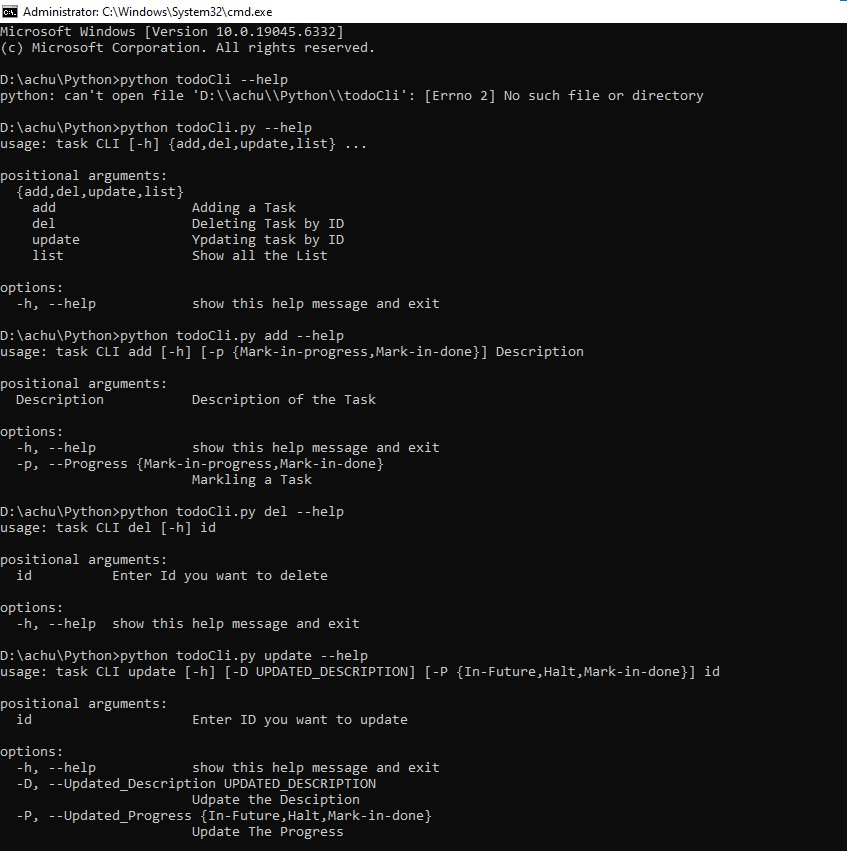 Administrator: C:\Windows\System32\cmd.exe
Microsoft Windows [Version 10.0.19045.6332]
(c) Microsoft Corporation. All rights reserved.
D:\achu\Python>python todoCli --help
python: can't open file 'D:\\achu\\Python\\todoCli': [Errno 2] No such file or directory
D:\achu\Python>python todoCli.py --help
usage: task CLI [-h] {add,del,update,list} ...
positional arguments:
  {add,del,update,list}
    add                 Adding a Task
    del                 Deleting Task by ID
    update              Ypdating task by ID
    list                Show all the List
options:
  -h, --help            show this help message and exit
D:\achu\Python>python todoCli.py add --help
usage: task CLI add [-h] [-p {Mark-in-progress,Mark-in-done}] Description
positional arguments:
  Description           Description of the Task
options:
  -h, --help            show this help message and exit
  -p, --Progress {Mark-in-progress,Mark-in-done}
                        Markling a Task
D:\achu\Python>python todoCli.py del --help
usage: task CLI del [-h] id
positional arguments:
  id          Enter Id you want to delete
options:
  -h, --help  show this help message and exit
D:\achu\Python>python todoCli.py update --help
usage: task CLI update [-h] [-D UPDATED_DESCRIPTION] [-P {In-Future,Halt,Mark-in-done}] id
positional arguments:
  id                    Enter ID you want to update
options:
  -h, --help            show this help message and exit
  -D, --Updated_Description UPDATED_DESCRIPTION
                        Udpate the Desciption
  -P, --Updated_Progress {In-Future,Halt,Mark-in-done}
                        Update The Progress